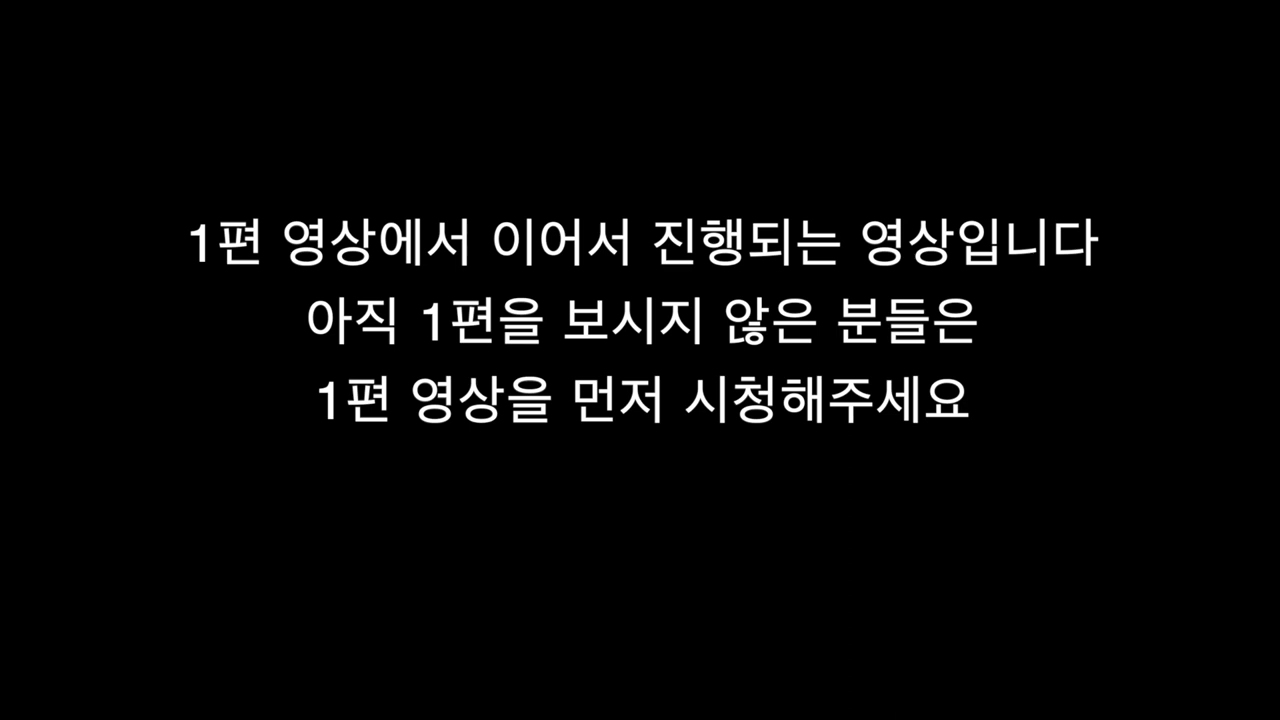 1편 영상에서 이어서 진행되는 영상입니다
아직 1편을 보시지 않은 분들은
1편 영상을 먼저 시청해주세요